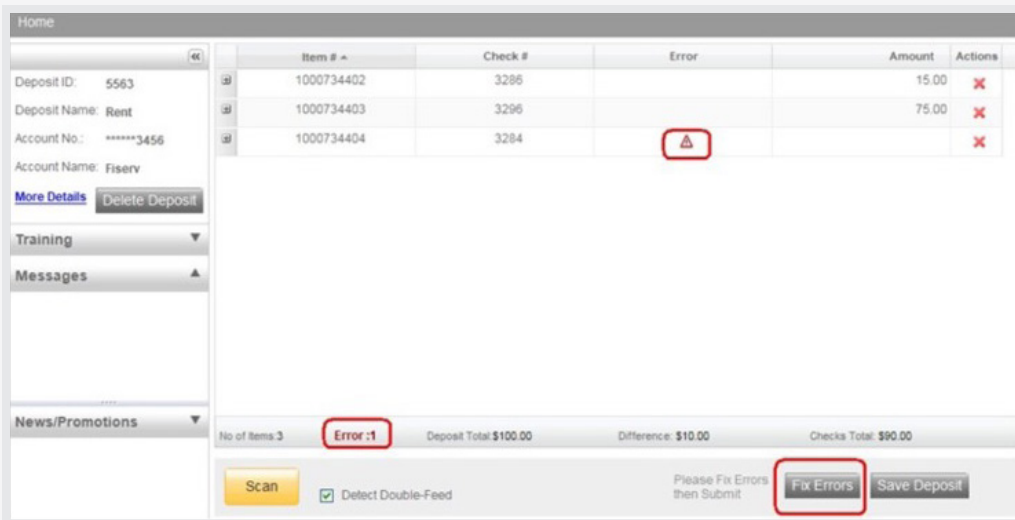 Home
Item # Check # Error Amount Actions
Deposit ID: 5563
Deposit Name: Rent
Account No.: ******3456
Account Name: Fiserv
More Details Delete Deposit
1000734402 3286 15.00
1000734403 3296 75.00
1000734404 3284
Training
Messages
News/Promotions
No of Items:3 Error :1 Deposit Total:$100.00 Difference: $10.00 Checks Total: $90.00
Scan
Detect Double-Feed
Please Fix Errors
then Submit
Fix Errors Save Deposit